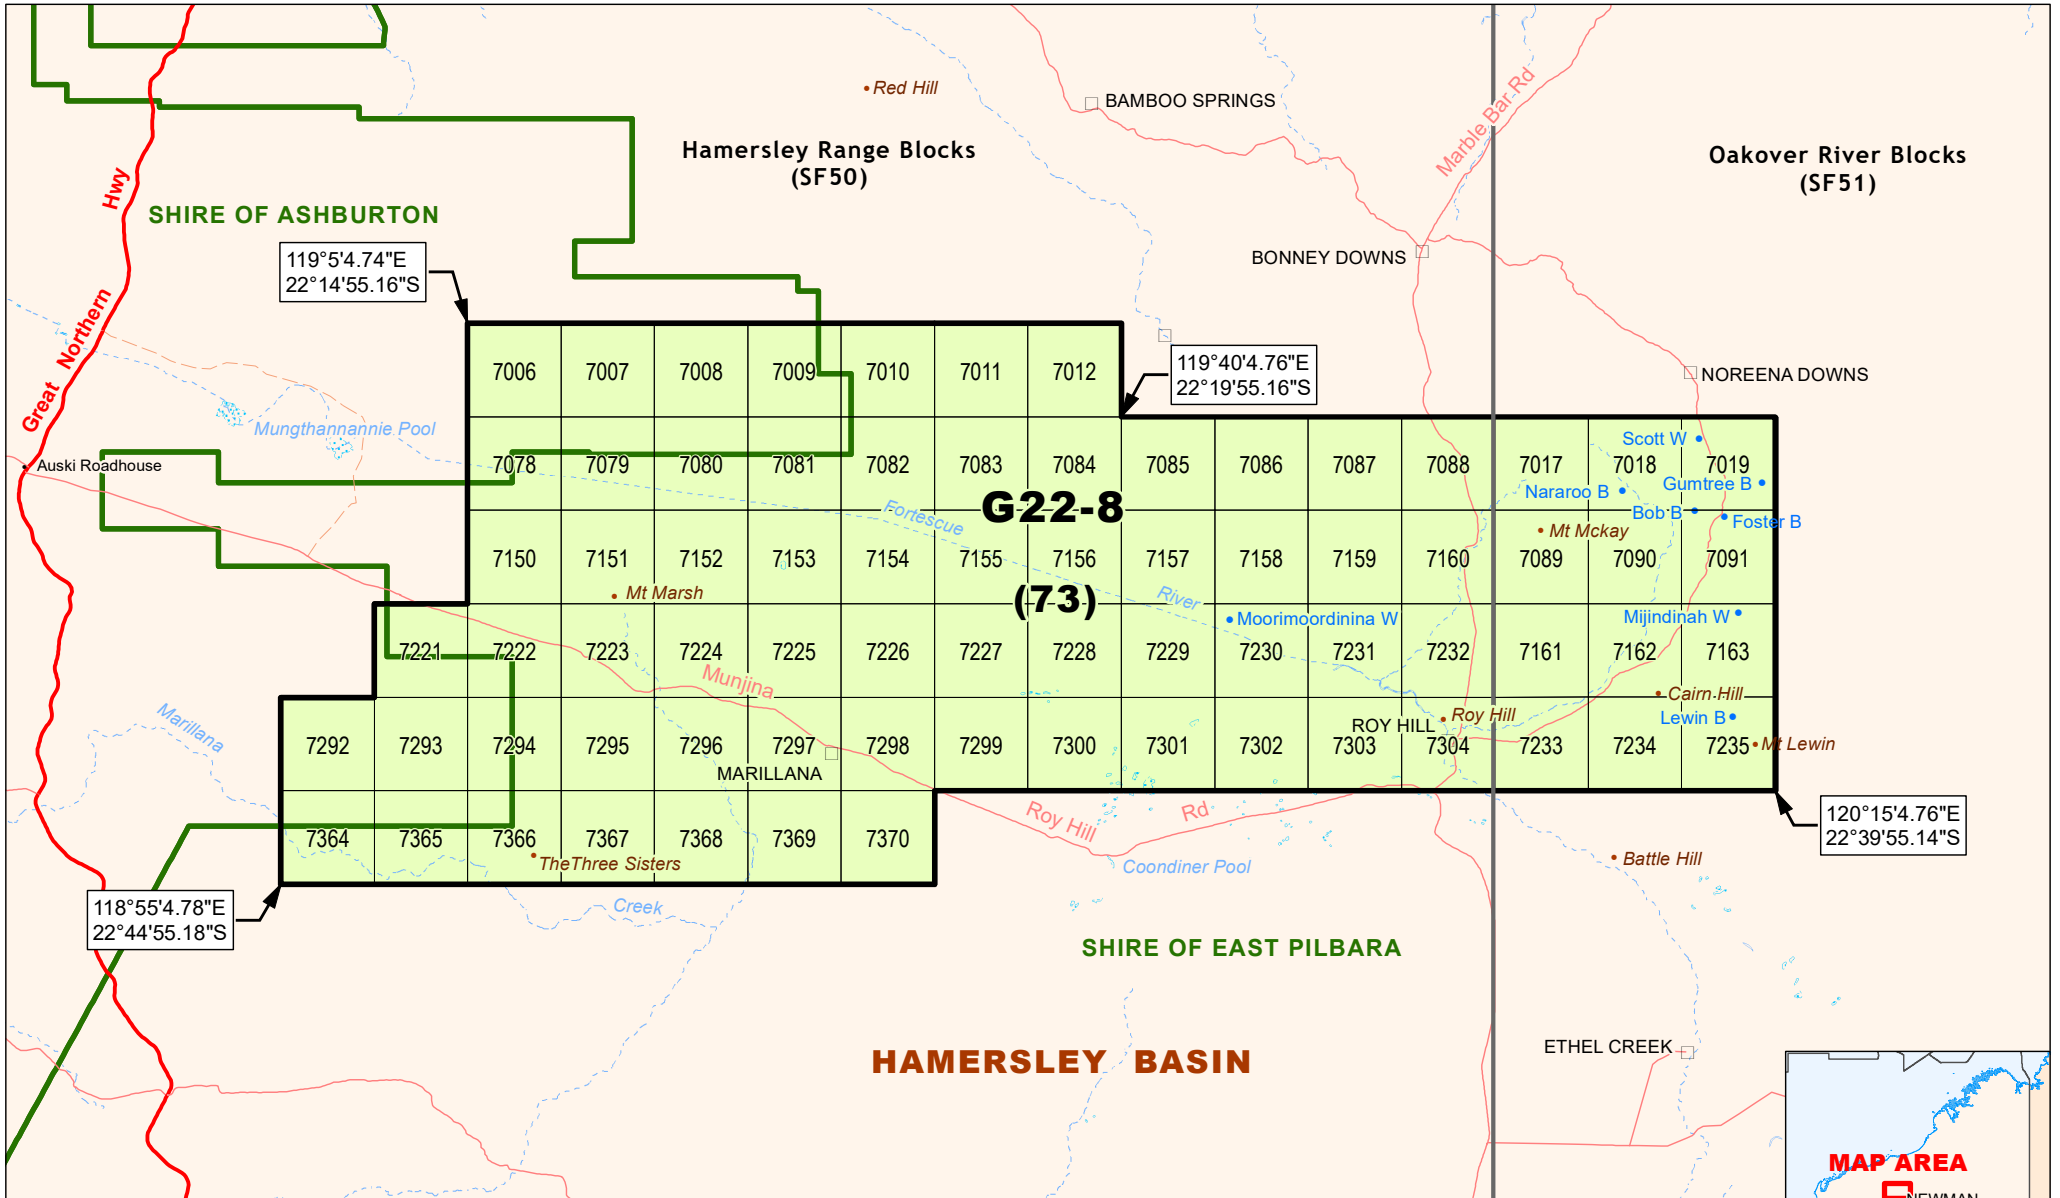 Red Hill
BAMBOO SPRINGS
Marble Bar Rd
Hamersley Range Blocks
(SF50)
Oakover River Blocks
(SF51)
Hwy
SHIRE OF ASHBURTON
119°5'4.74"E
22°14'55.16"S
BONNEY DOWNS
Great Northern
7006 7007 7008 7009 7010 7011 7012
119°40'4.76"E
22°19'55.16"S
NOREENA DOWNS
Mungthannannie Pool
Auski Roadhouse
Scott W
7078 7079 7080 7081 7082 7083 7084 7085 7086 7087 7088 7017 7018 7019
Gumtree B
Nararoo B
G22-8
Fortescue
Bob B
Foster B
Mt Mckay
7150 7151 7152 7153 7154 7155 7156 7157 7158 7159 7160 7089 7090 7091
Mt Marsh
(73)
River
Moorimoordinina W
Mijindinah W
7221 7222 7223 7224 7225 7226 7227 7228 7229 7230 7231 7232 7161 7162 7163
Munjina
Cairn Hill
Marillana
Roy Hill
Lewin B
ROY HILL
7292 7293 7294 7295 7296 7297 7298 7299 7300 7301 7302 7303 7304 7233 7234 7235
Mt Lewin
MARILLANA
Roy Hill Rd
120°15'4.76"E
22°39'55.14"S
7364 7365 7366 7367 7368 7369 7370
TheThree Sisters
Coondiner Pool
Battle Hill
118°55'4.78"E
22°44'55.18"S
Creek
SHIRE OF EAST PILBARA
HAMERSLEY BASIN
ETHEL CREEK
MAP AREA
NEWMAN